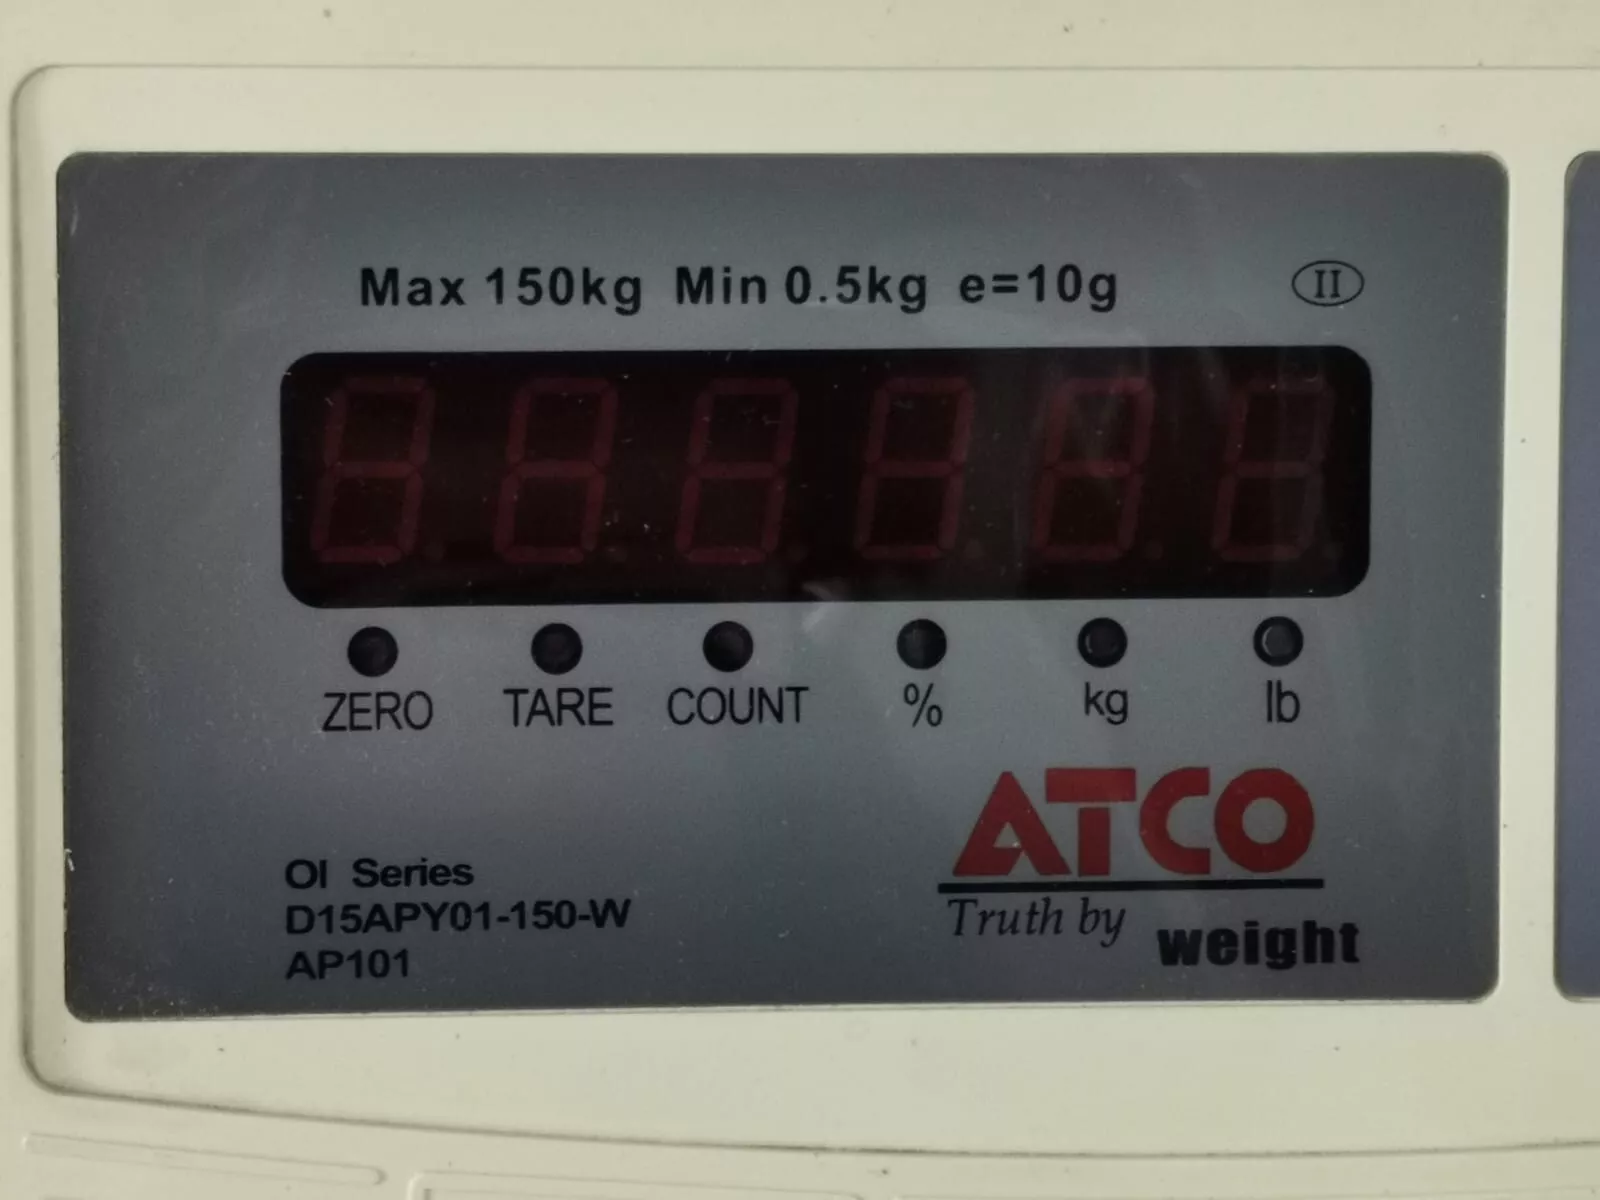 Max 150kg Min 0.5kg e=10g II
ZERO TARE COUNT % kg lb
ATCO
Truth by weight
OI Series
D15APY01-150-W
AP101